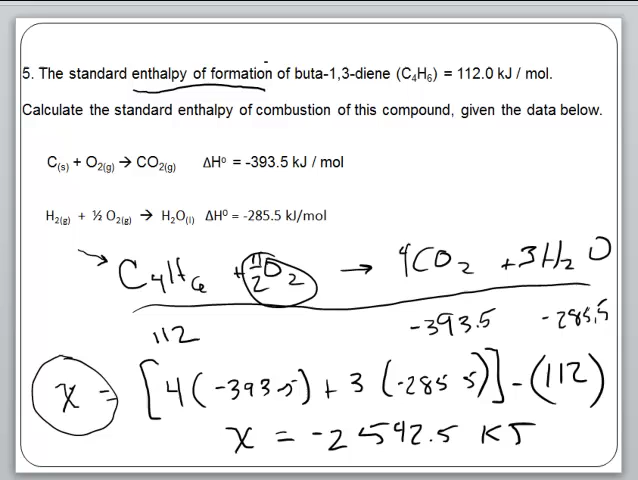 5. The standard enthalpy of formation of buta-1,3-diene (C₄H₆) = 112.0 kJ / mol.
Calculate the standard enthalpy of combustion of this compound, given the data below.
C(s) + O₂(g) → CO₂(g) ΔHº = -393.5 kJ / mol
H₂(g) + ½ O₂(g) → H₂O(l) ΔH⁰ = -285.5 kJ/mol
→ C₄H₆ + 11/2 O₂ → 4CO₂ + 3H₂O
112 -393.5 -285.5
x = [4(-393 5) + 3(-285 5)] - (112)
x = -2542.5 KJ